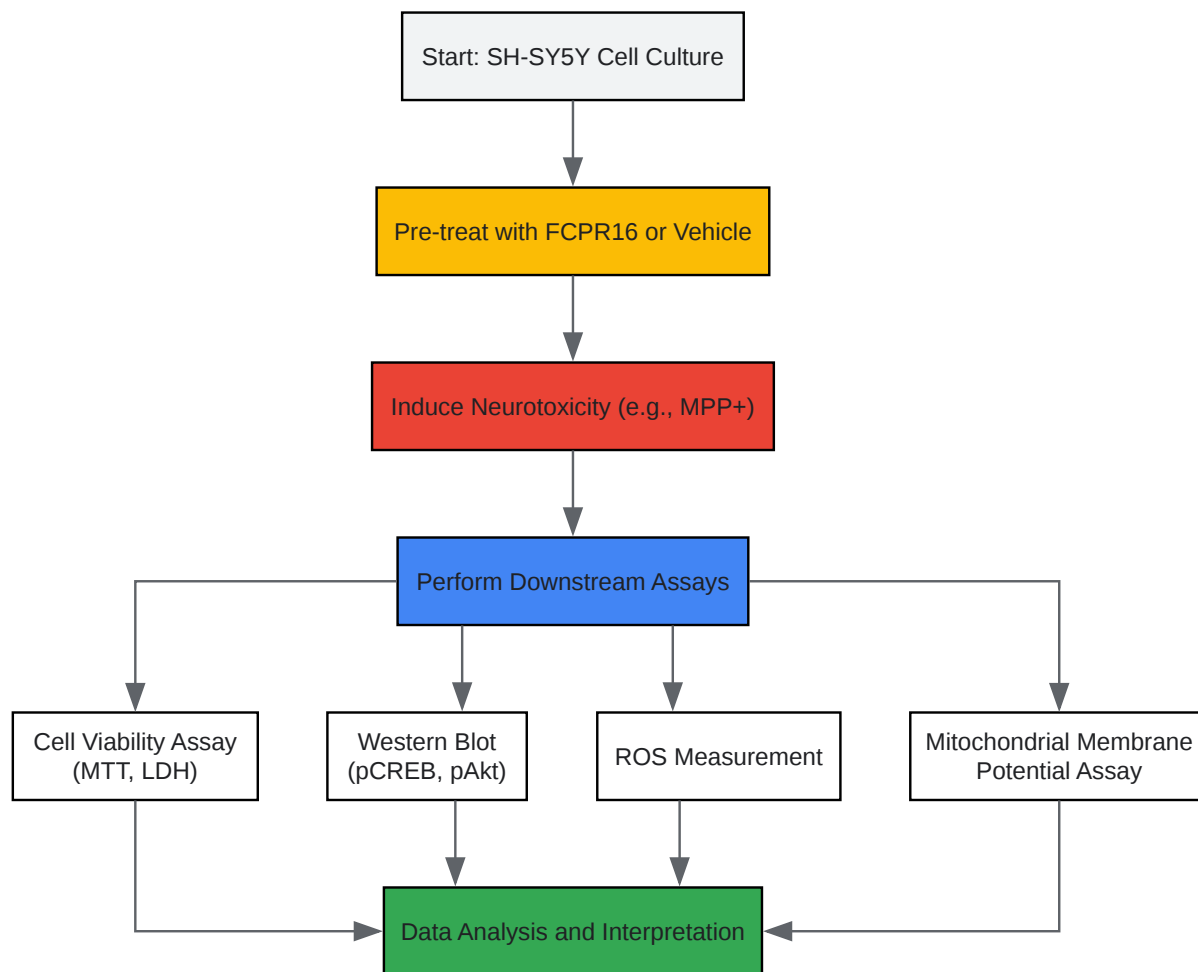 Start: SH-SY5Y Cell Culture
Pre-treat with FCPR16 or Vehicle
Induce Neurotoxicity (e.g., MPP+)
Perform Downstream Assays
Cell Viability Assay
(MTT, LDH)
Western Blot
(pCREB, pAkt)
ROS Measurement
Mitochondrial Membrane
Potential Assay
Data Analysis and Interpretation